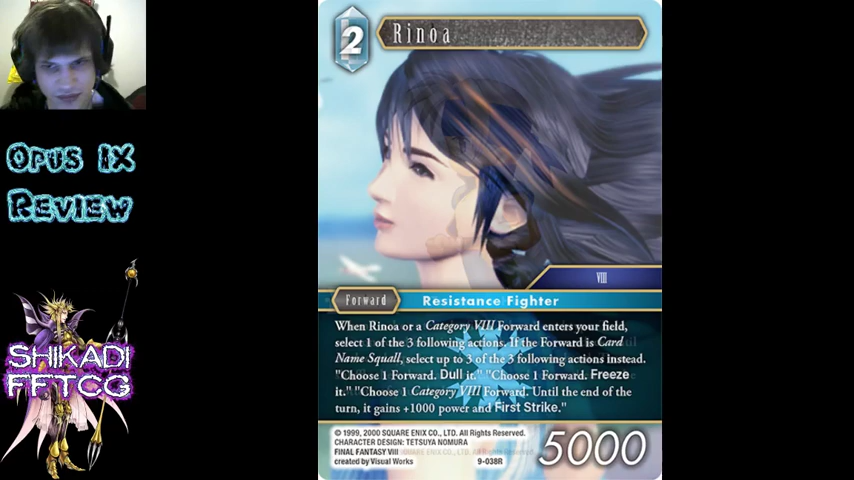 2
Rinoa
Opus IX
Review
VIII
Forward
Resistance Fighter
When Rinoa or a Category VIII Forward enters your field,
select 1 of the 3 following actions. If the Forward is Card
Name Squall, select up to 3 of the 3 following actions instead.
"Choose 1 Forward. Dull it." "Choose 1 Forward. Freeze
it." "Choose 1 Category VIII Forward. Until the end of the
turn, it gains +1000 power and First Strike."
© 1999, 2000 SQUARE ENIX CO., LTD. All Rights Reserved.
CHARACTER DESIGN: TETSUYA NOMURA
FINAL FANTASY VIII
created by Visual Works
9-038R
5000
SHIKADI
FFTCG